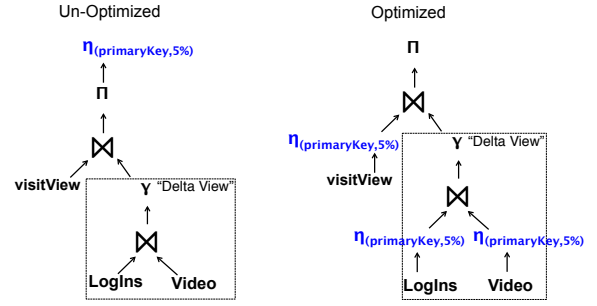 Un-Optimized
η(primaryKey,5%)
Π
⋈
visitView
γ "Delta View"
⋈
LogIns Video
Optimized
Π
⋈
η(primaryKey,5%)
visitView
γ "Delta View"
⋈
η(primaryKey,5%) η(primaryKey,5%)
LogIns Video